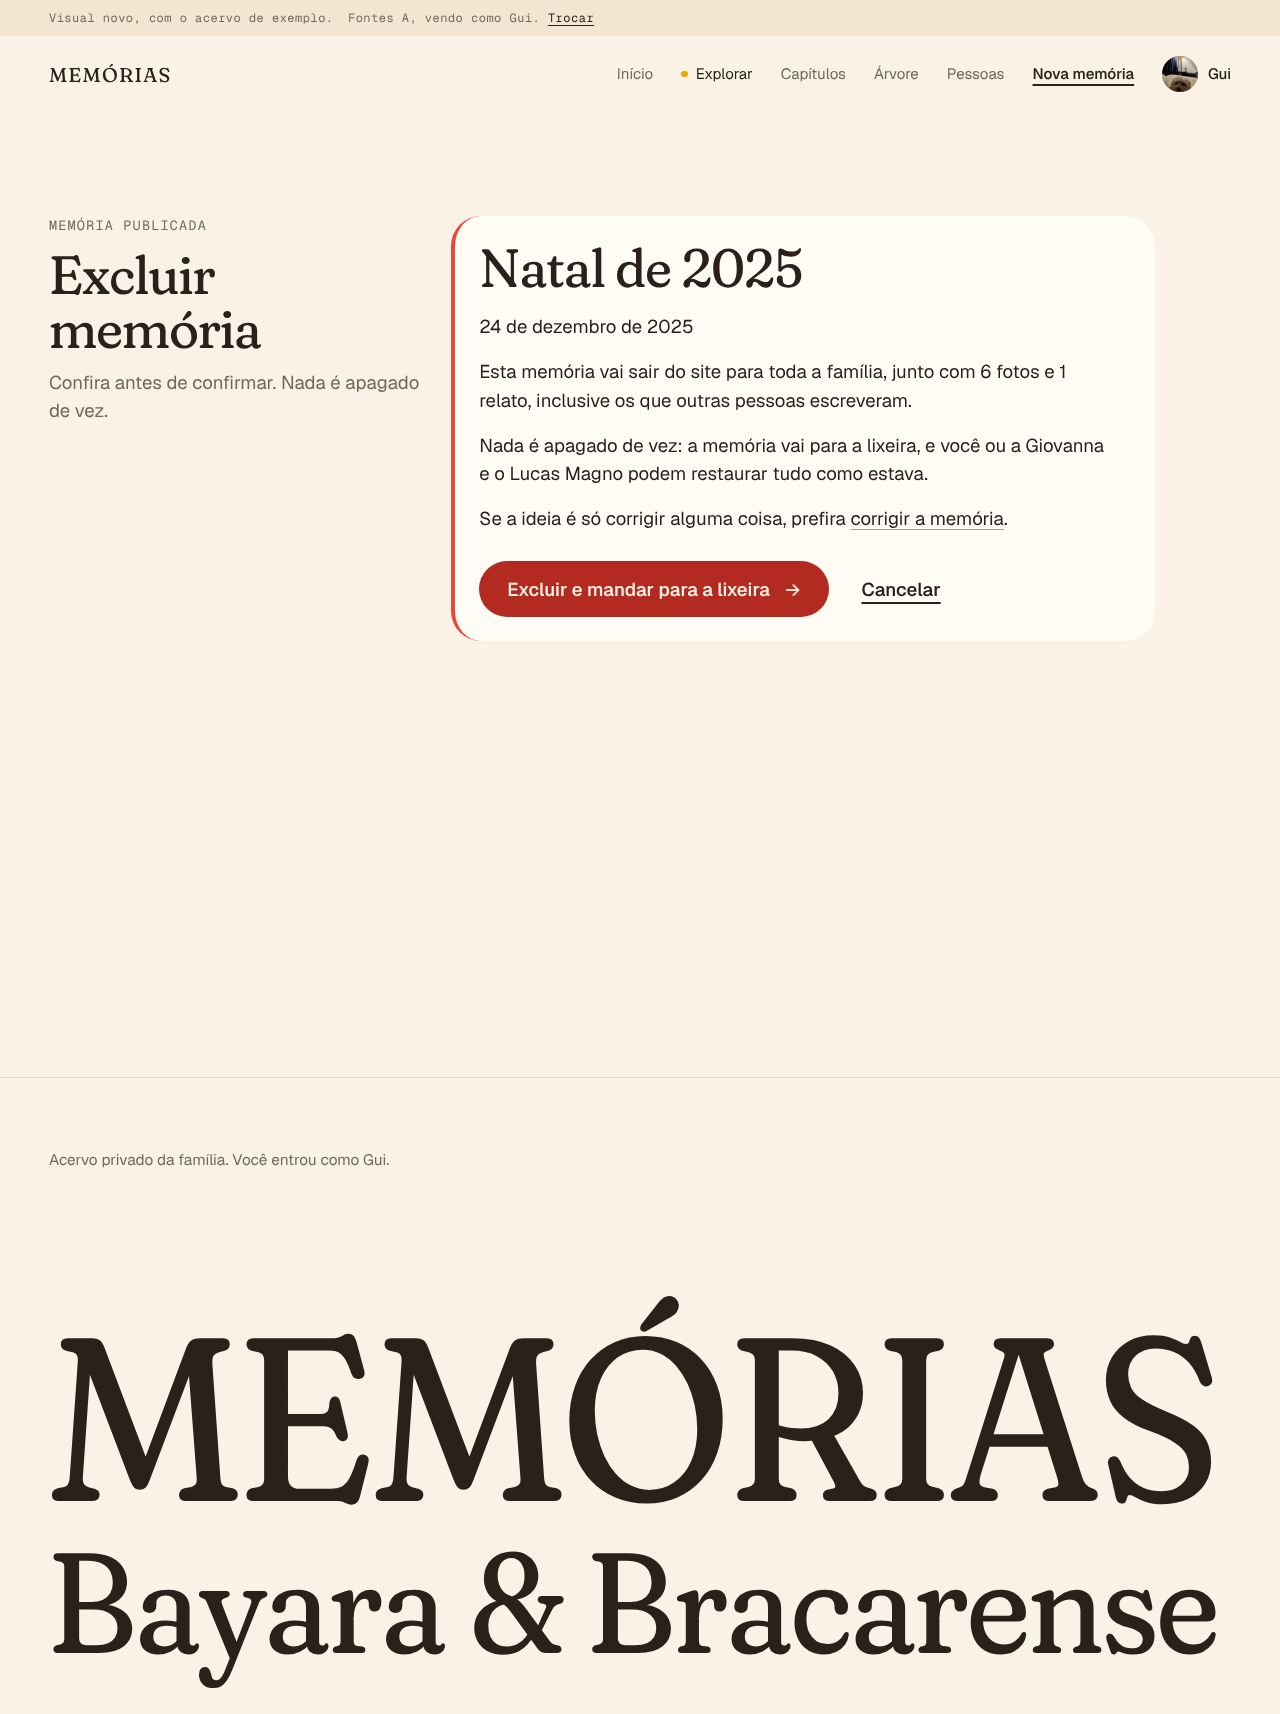 Visual novo, com o acervo de exemplo. Fontes A, vendo como Gui. Trocar
MEMÓRIAS
Início
Explorar
Capítulos
Árvore
Pessoas
Nova memória
Gui
MEMÓRIA PUBLICADA
Excluir
memória
Confira antes de confirmar. Nada é apagado
de vez.
Natal de 2025
24 de dezembro de 2025
Esta memória vai sair do site para toda a família, junto com 6 fotos e 1
relato, inclusive os que outras pessoas escreveram.
Nada é apagado de vez: a memória vai para a lixeira, e você ou a Giovanna
e o Lucas Magno podem restaurar tudo como estava.
Se a ideia é só corrigir alguma coisa, prefira corrigir a memória.
Excluir e mandar para a lixeira →
Cancelar
Acervo privado da família. Você entrou como Gui.
MEMÓRIAS
Bayara & Bracarense